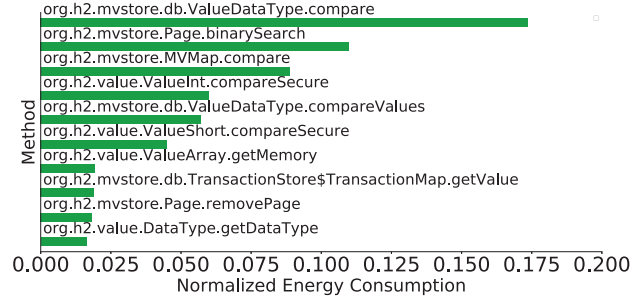 org.h2.mvstore.db.ValueDataType.compare
org.h2.mvstore.Page.binarySearch
org.h2.mvstore.MVMap.compare
org.h2.value.ValueInt.compareSecure
org.h2.mvstore.db.ValueDataType.compareValues
org.h2.value.ValueShort.compareSecure
org.h2.value.ValueArray.getMemory
org.h2.mvstore.db.TransactionStore$TransactionMap.getValue
org.h2.mvstore.Page.removePage
org.h2.value.DataType.getDataType
Method
0.000 0.025 0.050 0.075 0.100 0.125 0.150 0.175 0.200
Normalized Energy Consumption